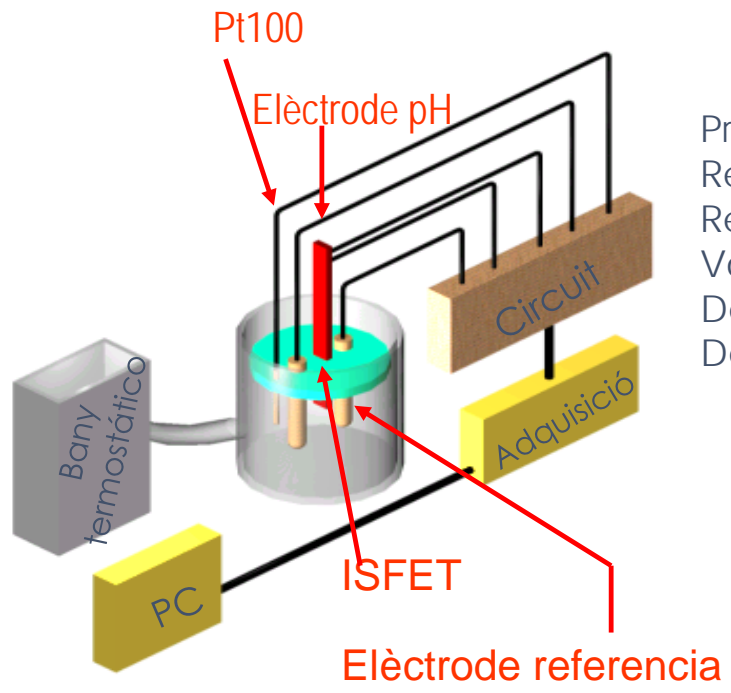 Pt100
Elèctrode pH
Circuit
Adquisició
Bany
termostático
PC
ISFET
Elèctrode referencia